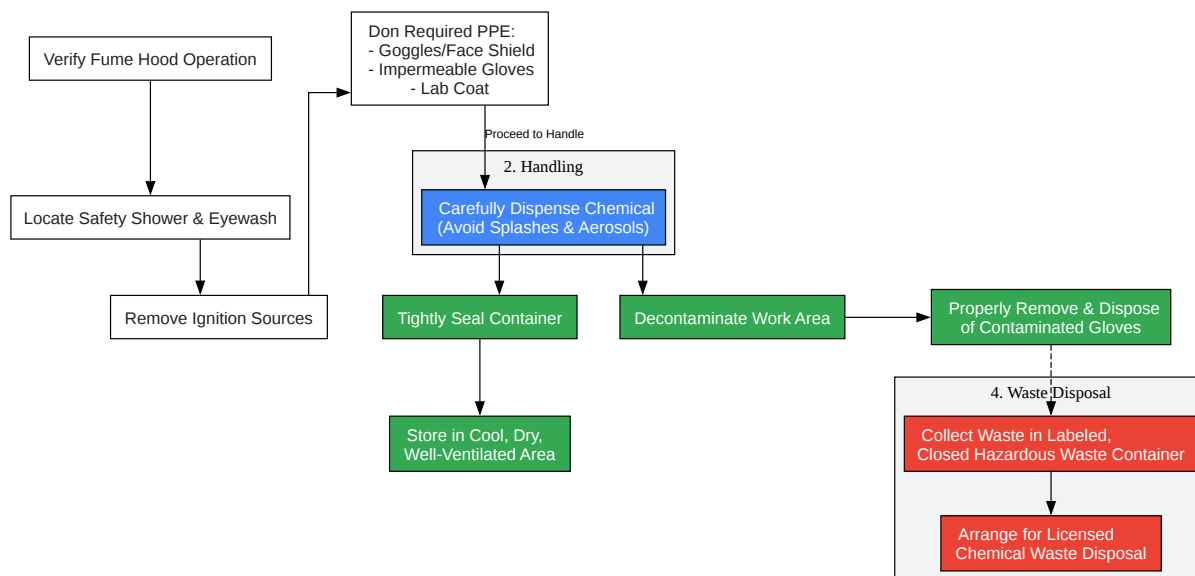 Verify Fume Hood Operation
Locate Safety Shower & Eyewash
Remove Ignition Sources
Don Required PPE:
- Goggles/Face Shield
- Impermeable Gloves
- Lab Coat
Proceed to Handle
2. Handling
Carefully Dispense Chemical
(Avoid Splashes & Aerosols)
Tightly Seal Container
Store in Cool, Dry,
Well-Ventilated Area
Decontaminate Work Area
Properly Remove & Dispose
of Contaminated Gloves
4. Waste Disposal
Collect Waste in Labeled,
Closed Hazardous Waste Container
Arrange for Licensed
Chemical Waste Disposal